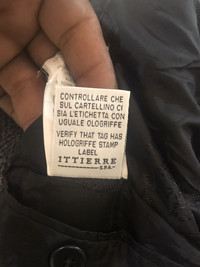 CONTROLLARE CHE
SUL CARTELLINO CI
SIA L'ETICHETTA CON
UGUALE OLOGRIFFE
VERIFY THAT TAG HAS
HOLOGRIFFE STAMP
LABEL
ITTIERRE
S.P.A.